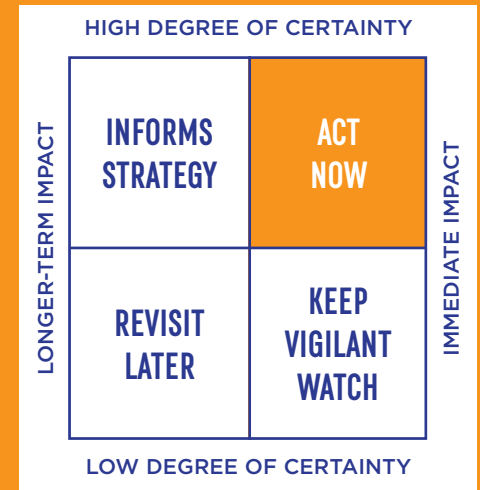 HIGH DEGREE OF CERTAINTY
LONGER-TERM IMPACT
INFORMS
STRATEGY
ACT
NOW
IMMEDIATE IMPACT
REVISIT
LATER
KEEP
VIGILANT
WATCH
LOW DEGREE OF CERTAINTY